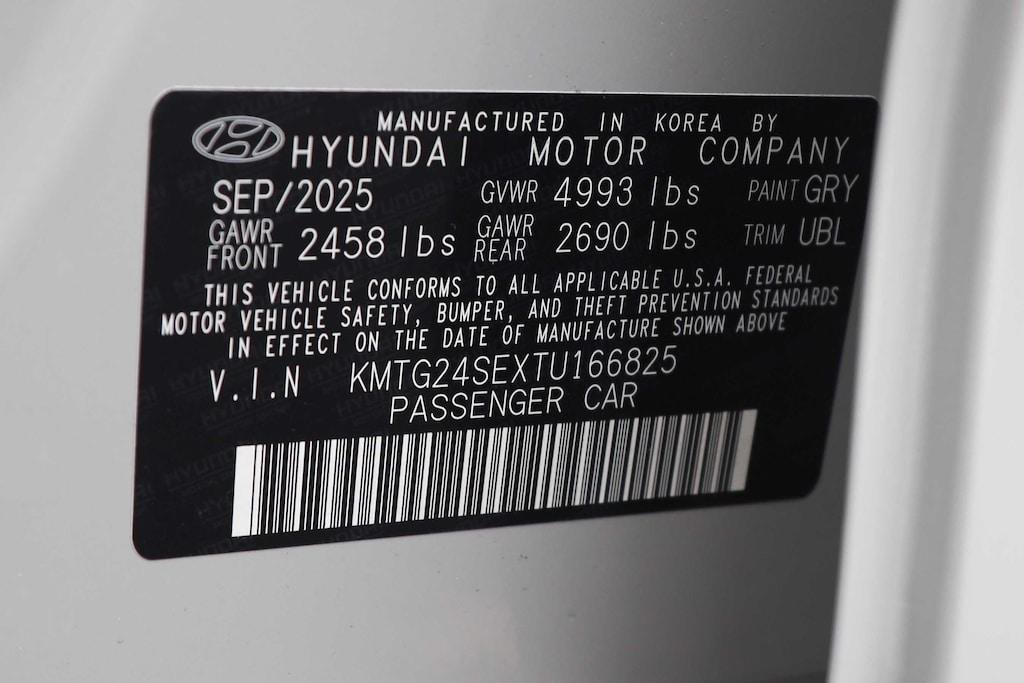 MANUFACTURED IN KOREA BY
HYUNDAI MOTOR COMPANY
SEP/2025 GVWR 4993 lbs PAINT GRY
GAWR FRONT 2458 lbs GAWR REAR 2690 lbs TRIM UBL
THIS VEHICLE CONFORMS TO ALL APPLICABLE U.S.A. FEDERAL
MOTOR VEHICLE SAFETY, BUMPER, AND THEFT PREVENTION STANDARDS
IN EFFECT ON THE DATE OF MANUFACTURE SHOWN ABOVE
V.I.N KMTG24SEXTU166825
PASSENGER CAR